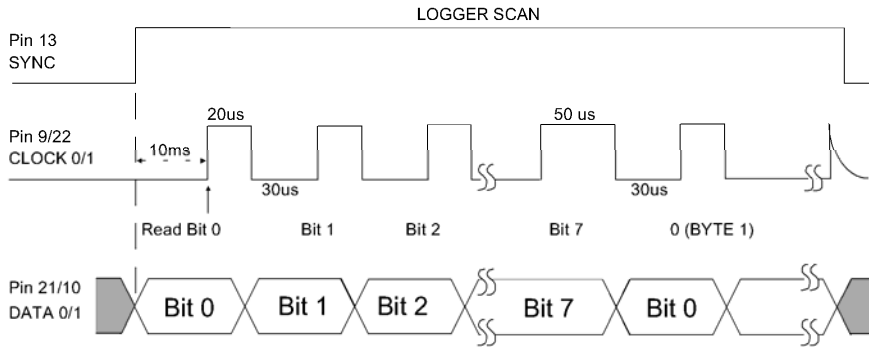 LOGGER SCAN
Pin 13
SYNC
20us
50 us
Pin 9/22
CLOCK 0/1
10ms
30us
30us
Read Bit 0
Bit 1
Bit 2
Bit 7
0 (BYTE 1)
Pin 21/10
DATA 0/1
Bit 0
Bit 1
Bit 2
Bit 7
Bit 0